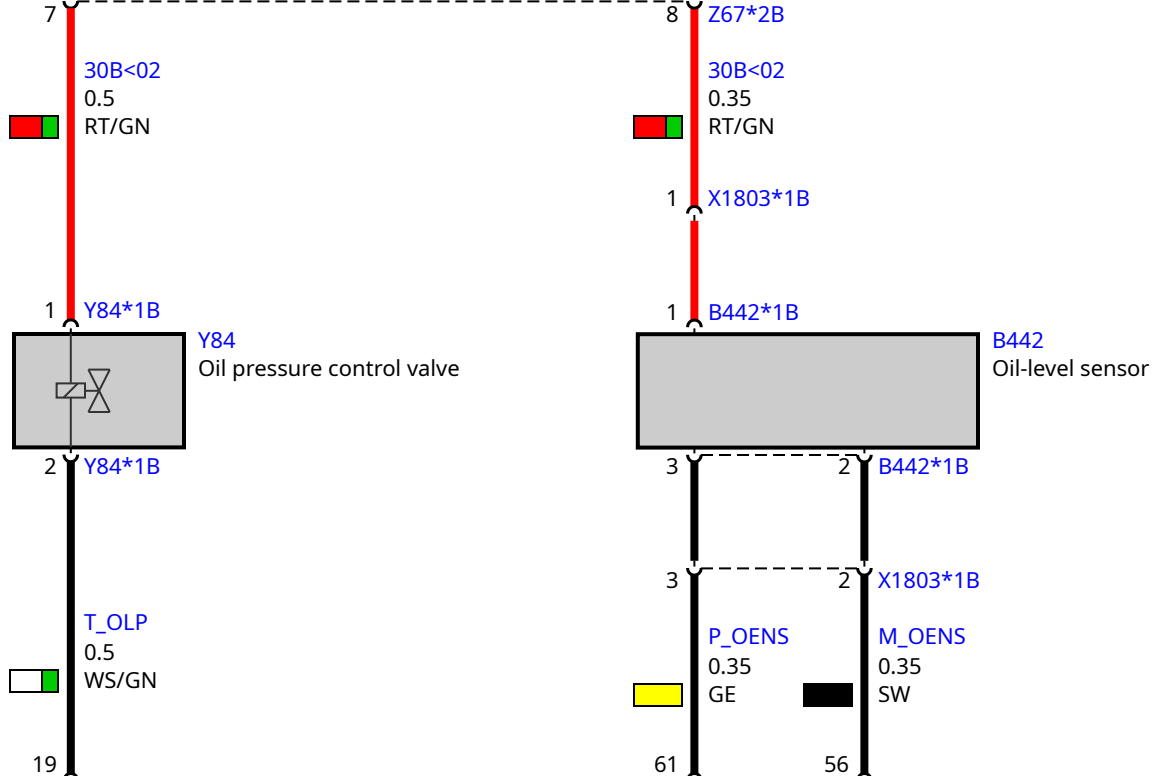 7
8 Z67*2B
30B<02
0.5
RT/GN
30B<02
0.35
RT/GN
1 X1803*1B
1 Y84*1B
1 B442*1B
Y84
Oil pressure control valve
B442
Oil-level sensor
2 Y84*1B
3
2 B442*1B
3
2 X1803*1B
T_OLP
0.5
WS/GN
P_OENS
0.35
GE
M_OENS
0.35
SW
19
61
56